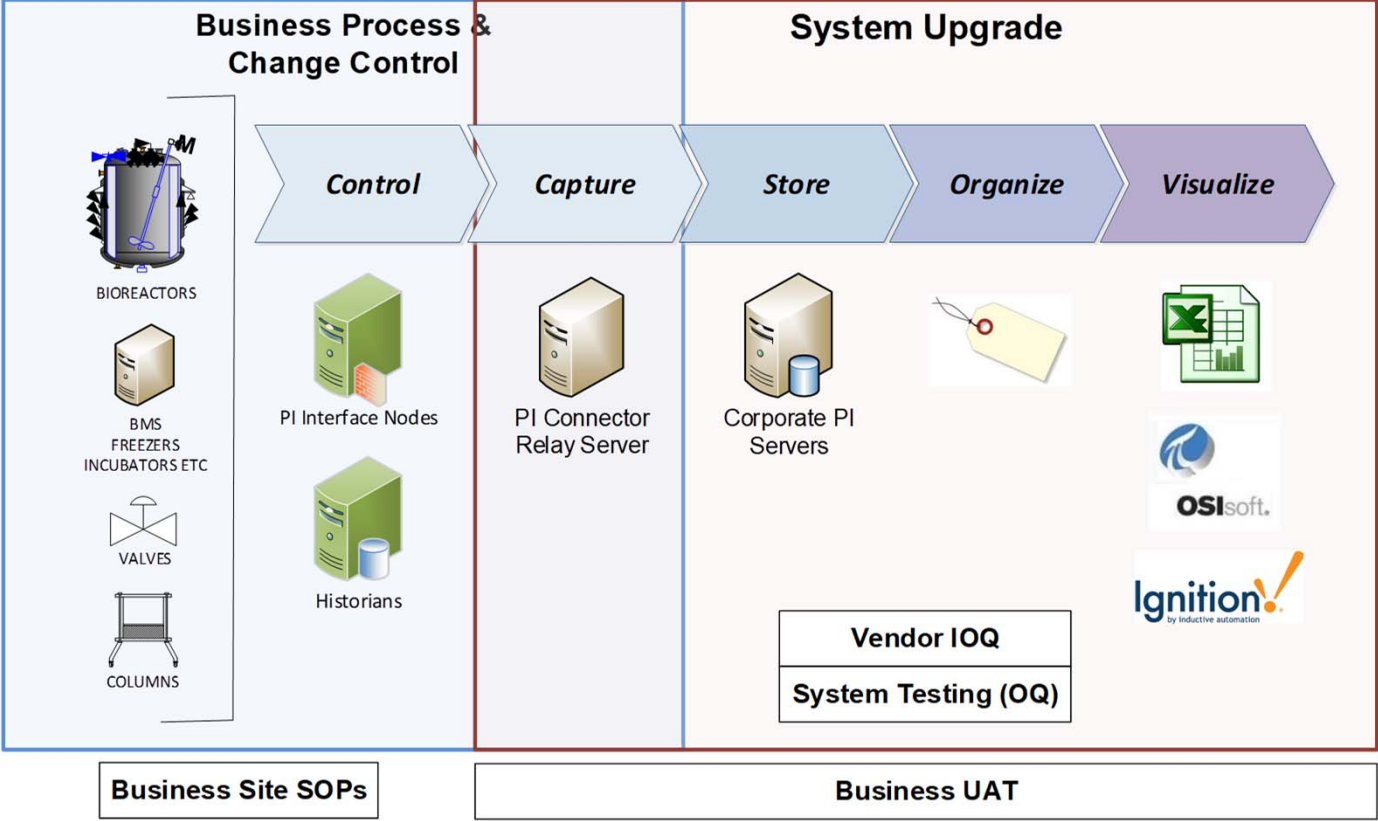 Business Process &
Change Control
System Upgrade
M
Control
Capture
Store
Organize
Visualize
BIOREACTORS
BMS
FREEZERS
INCUBATORS ETC
VALVES
COLUMNS
PI Interface Nodes
Historians
PI Connector
Relay Server
Corporate PI
Servers
X
OSIsoft.
Ignition!
by inductive automation
Vendor IOQ
System Testing (OQ)
Business Site SOPs
Business UAT